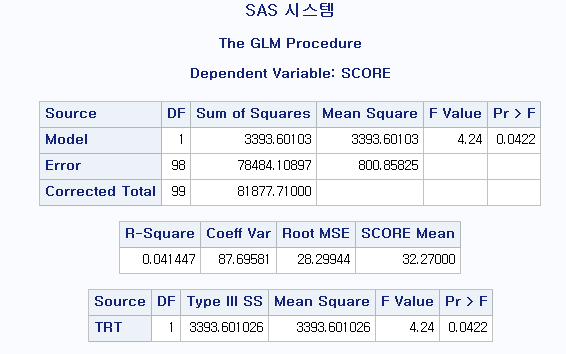 SAS 시스템
The GLM Procedure
Dependent Variable: SCORE
Source DF Sum of Squares Mean Square F Value Pr > F
Model 1 3393.60103 3393.60103 4.24 0.0422
Error 98 78484.10897 800.85825
Corrected Total 99 81877.71000
R-Square Coeff Var Root MSE SCORE Mean
0.041447 87.69581 28.29944 32.27000
Source DF Type III SS Mean Square F Value Pr > F
TRT 1 3393.601026 3393.601026 4.24 0.0422